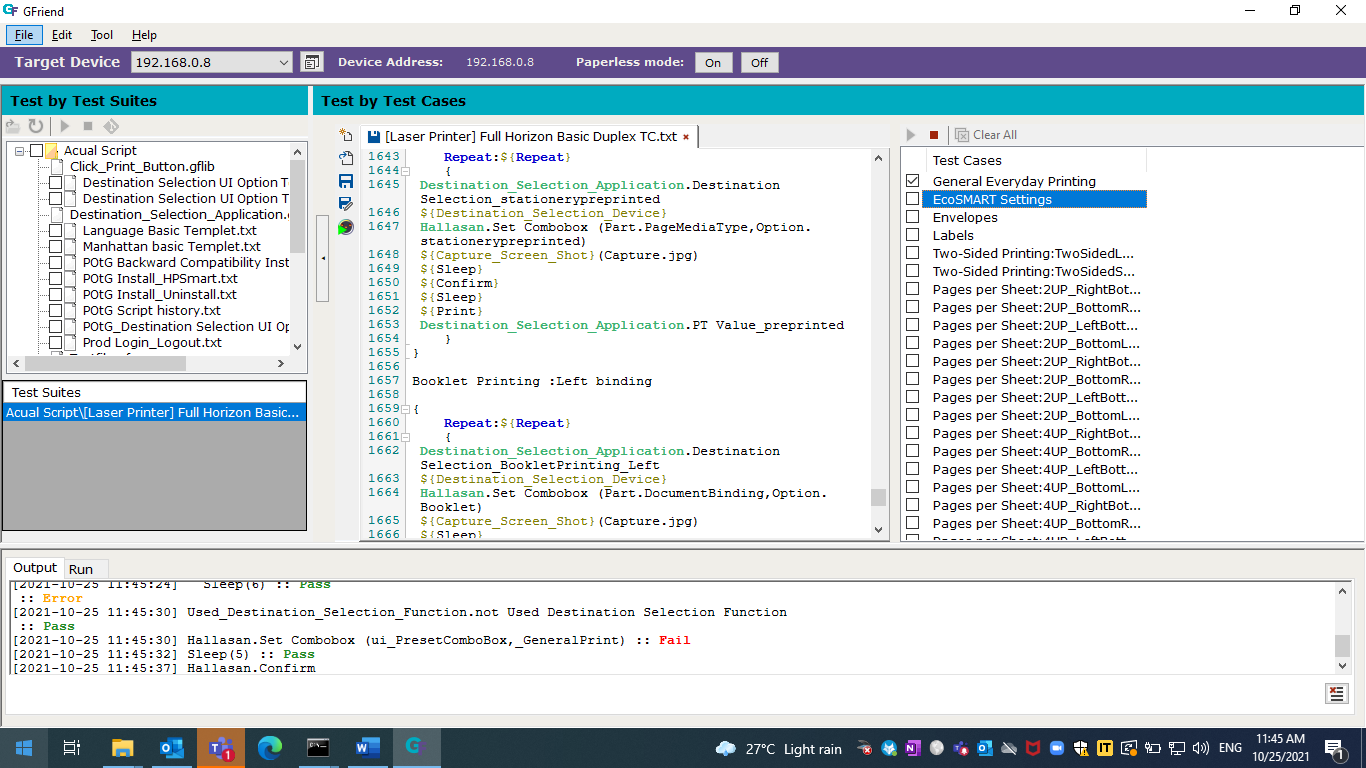 GFriend
File Edit Tool Help
Target Device 192.168.0.8 Device Address: 192.168.0.8 Paperless mode: On Off
Test by Test Suites
Acual Script
Click_Print_Button.gflib
Destination Selection UI Option T
Destination Selection UI Option T
Destination_Selection_Application.
Language Basic Templet.txt
Manhattan basic Templet.txt
POtG Backward Compatibility Inst
POtG Install_HPSmart.txt
POtG Install_Uninstall.txt
POtG Script history.txt
POtG_Destination Selection UI Op
Prod Login_Logout.txt
Test Suites
Acual Script\[Laser Printer] Full Horizon Basic...
Test by Test Cases
[Laser Printer] Full Horizon Basic Duplex TC.txt ×
1643 Repeat:${Repeat}
1644 {
1645 Destination_Selection_Application.Destination
Selection_stationerypreprinted
1646 ${Destination_Selection_Device}
1647 Hallasan.Set Combobox (Part.PageMediaType,Option.
stationerypreprinted)
1648 ${Capture_Screen_Shot}(Capture.jpg)
1649 ${Sleep}
1650 ${Confirm}
1651 ${Sleep}
1652 ${Print}
1653 Destination_Selection_Application.PT Value_preprinted
1654 }
1655 }
1656
1657 Booklet Printing :Left binding
1658
1659 {
1660 Repeat:${Repeat}
1661 {
1662 Destination_Selection_Application.Destination
Selection_BookletPrinting_Left
1663 ${Destination_Selection_Device}
1664 Hallasan.Set Combobox (Part.DocumentBinding,Option.
Booklet)
1665 ${Capture_Screen_Shot}(Capture.jpg)
1666 ${Sleep}
Clear All
Test Cases
General Everyday Printing
EcoSMART Settings
Envelopes
Labels
Two-Sided Printing:TwoSidedL...
Two-Sided Printing:TwoSidedS...
Pages per Sheet:2UP_RightBot...
Pages per Sheet:2UP_BottomR...
Pages per Sheet:2UP_LeftBott...
Pages per Sheet:2UP_BottomL...
Pages per Sheet:2UP_RightBot...
Pages per Sheet:2UP_BottomR...
Pages per Sheet:2UP_LeftBott...
Pages per Sheet:2UP_BottomL...
Pages per Sheet:4UP_RightBot...
Pages per Sheet:4UP_BottomR...
Pages per Sheet:4UP_LeftBott...
Pages per Sheet:4UP_BottomL...
Pages per Sheet:4UP_RightBot...
Pages per Sheet:4UP_BottomR...
Pages per Sheet:4UP_LeftBott...
Output Run
[2021-10-25 11:45:24] Sleep(6) :: Pass
:: Error
[2021-10-25 11:45:30] Used_Destination_Selection_Function.not Used Destination Selection Function
:: Pass
[2021-10-25 11:45:30] Hallasan.Set Combobox (ui_PresetComboBox,_GeneralPrint) :: Fail
[2021-10-25 11:45:32] Sleep(5) :: Pass
[2021-10-25 11:45:37] Hallasan.Confirm
27°C Light rain ENG 11:45 AM
10/25/2021